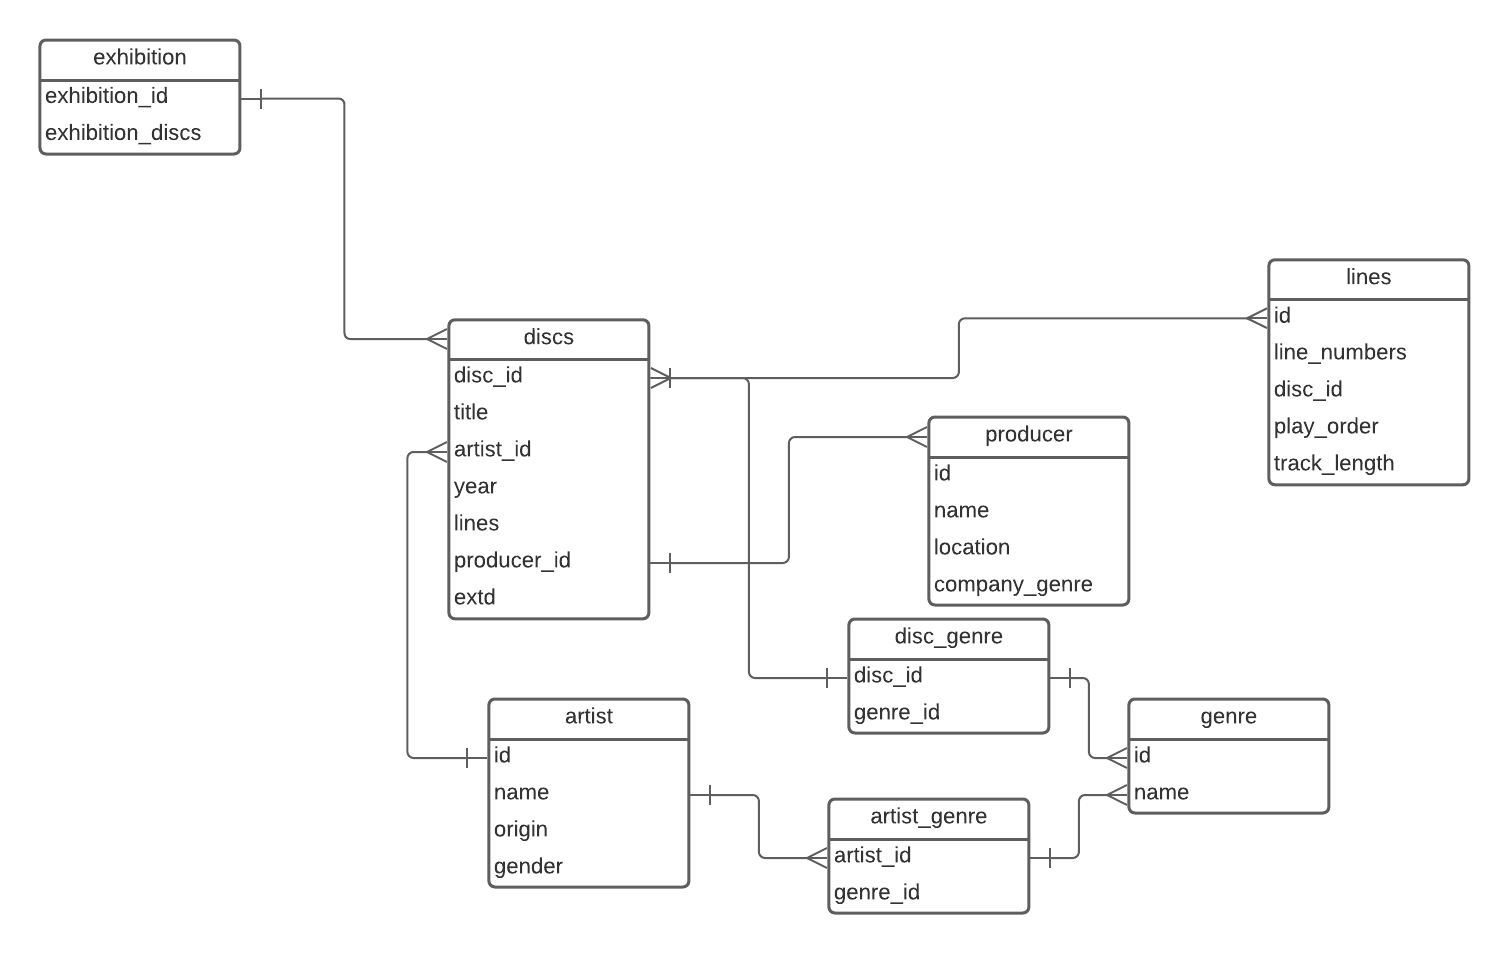 exhibition
exhibition_id
exhibition_discs
lines
id
line_numbers
disc_id
play_order
track_length
discs
disc_id
title
artist_id
year
lines
producer_id
extd
producer
id
name
location
company_genre
disc_genre
disc_id
genre_id
artist
id
name
origin
gender
genre
id
name
artist_genre
artist_id
genre_id